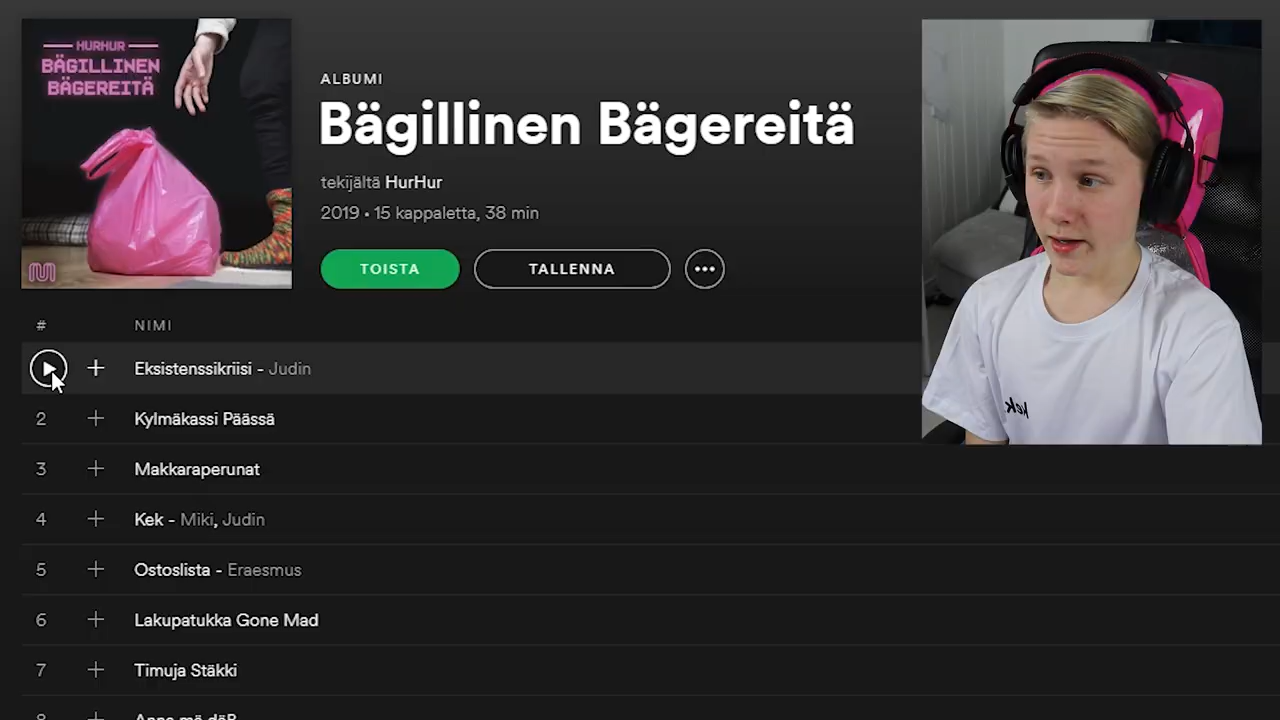 HURHUR
BÄGILLINEN
BÄGEREITÄ
ALBUMI
Bägillinen Bägereitä
tekijältä HurHur
2019 • 15 kappaletta, 38 min
TOISTA
TALLENNA
# NIMI
Eksistenssikriisi - Judin
2 Kylmäkassi Päässä
3 Makkaraperunat
4 Kek - Miki, Judin
5 Ostoslista - Eraesmus
6 Lakupatukka Gone Mad
7 Timuja Stäkki
kek.